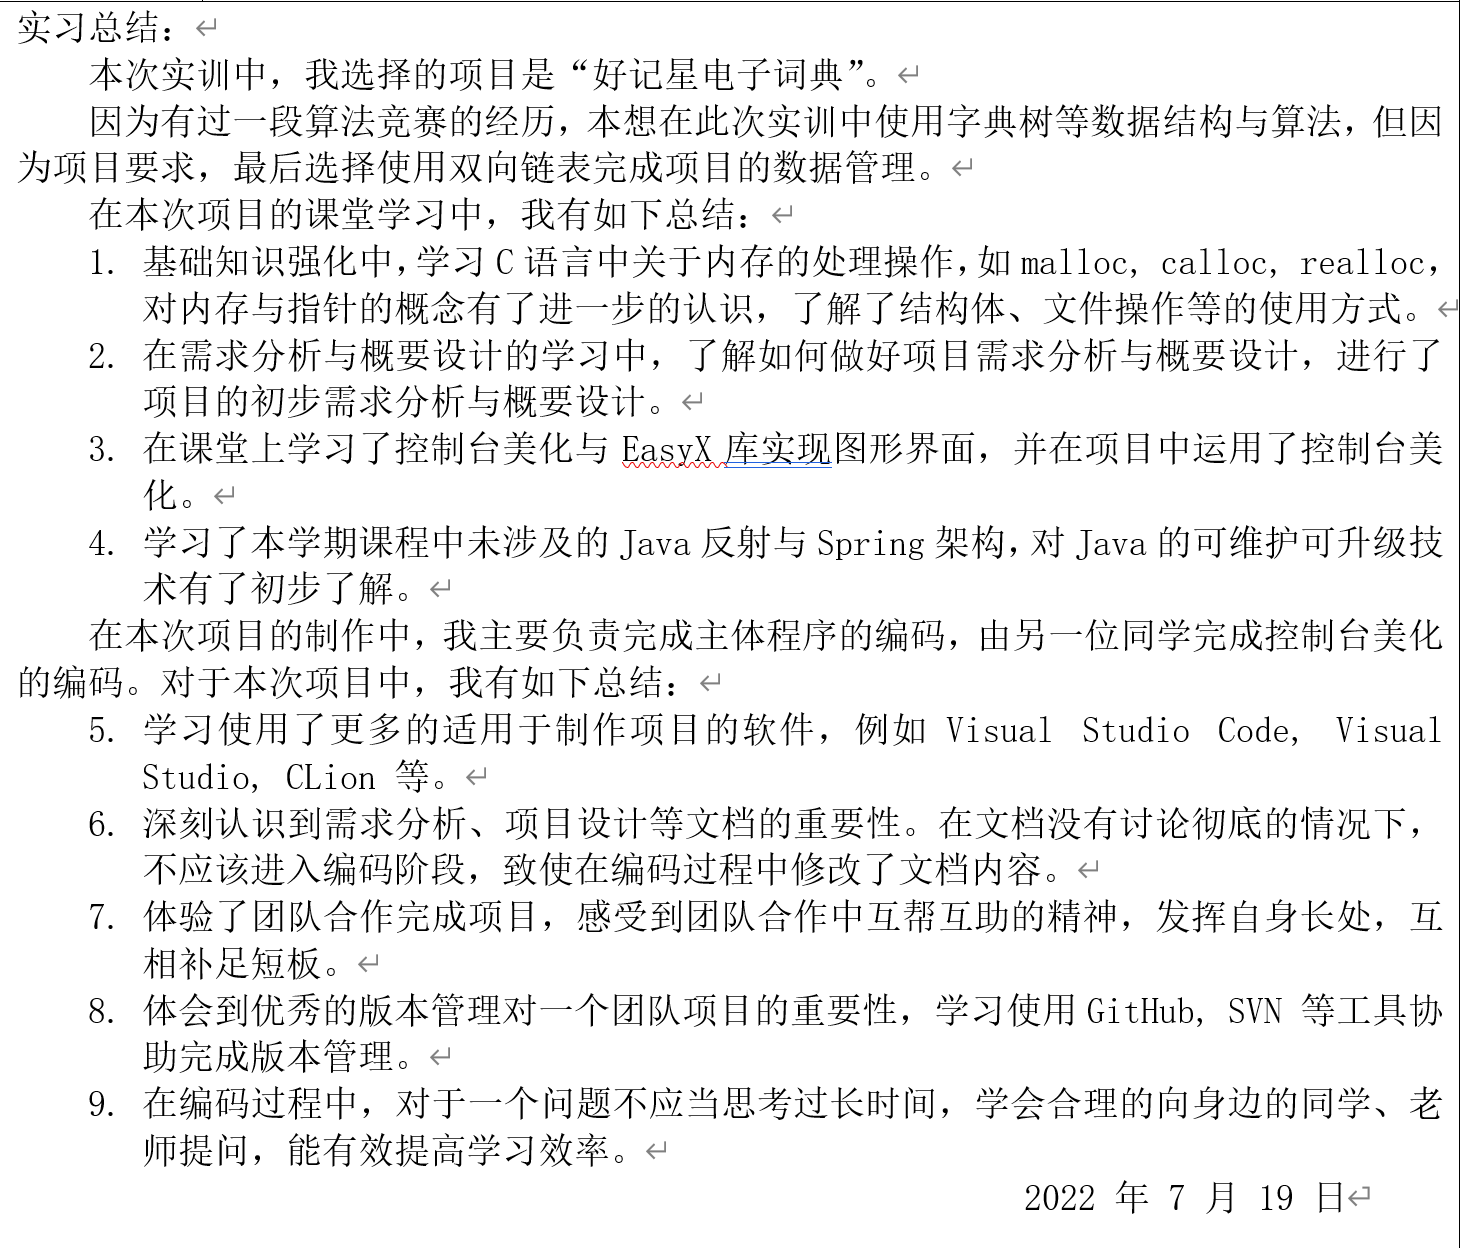 实习总结：
本次实训中，我选择的项目是“好记星电子词典”。
因为有过一段算法竞赛的经历，本想在此次实训中使用字典树等数据结构与算法，但因
为项目要求，最后选择使用双向链表完成项目的数据管理。
在本次项目的课堂学习中，我有如下总结：
1. 基础知识强化中，学习 C 语言中关于内存的处理操作，如 malloc, calloc, realloc，
对内存与指针的概念有了进一步的认识，了解了结构体、文件操作等的使用方式。
2. 在需求分析与概要设计的学习中，了解如何做好项目需求分析与概要设计，进行了
项目的初步需求分析与概要设计。
3. 在课堂上学习了控制台美化与 EasyX 库实现图形界面，并在项目中运用了控制台美
化。
4. 学习了本学期课程中未涉及的 Java 反射与 Spring 架构，对 Java 的可维护可升级技
术有了初步了解。
在本次项目的制作中，我主要负责完成主体程序的编码，由另一位同学完成控制台美化
的编码。对于本次项目中，我有如下总结：
5. 学习使用了更多的适用于制作项目的软件，例如 Visual Studio Code, Visual
Studio, CLion 等。
6. 深刻认识到需求分析、项目设计等文档的重要性。在文档没有讨论彻底的情况下，
不应该进入编码阶段，致使在编码过程中修改了文档内容。
7. 体验了团队合作完成项目，感受到团队合作中互帮互助的精神，发挥自身长处，互
相补足短板。
8. 体会到优秀的版本管理对一个团队项目的重要性，学习使用 GitHub, SVN 等工具协
助完成版本管理。
9. 在编码过程中，对于一个问题不应当思考过长时间，学会合理的向身边的同学、老
师提问，能有效提高学习效率。
2022 年 7 月 19 日